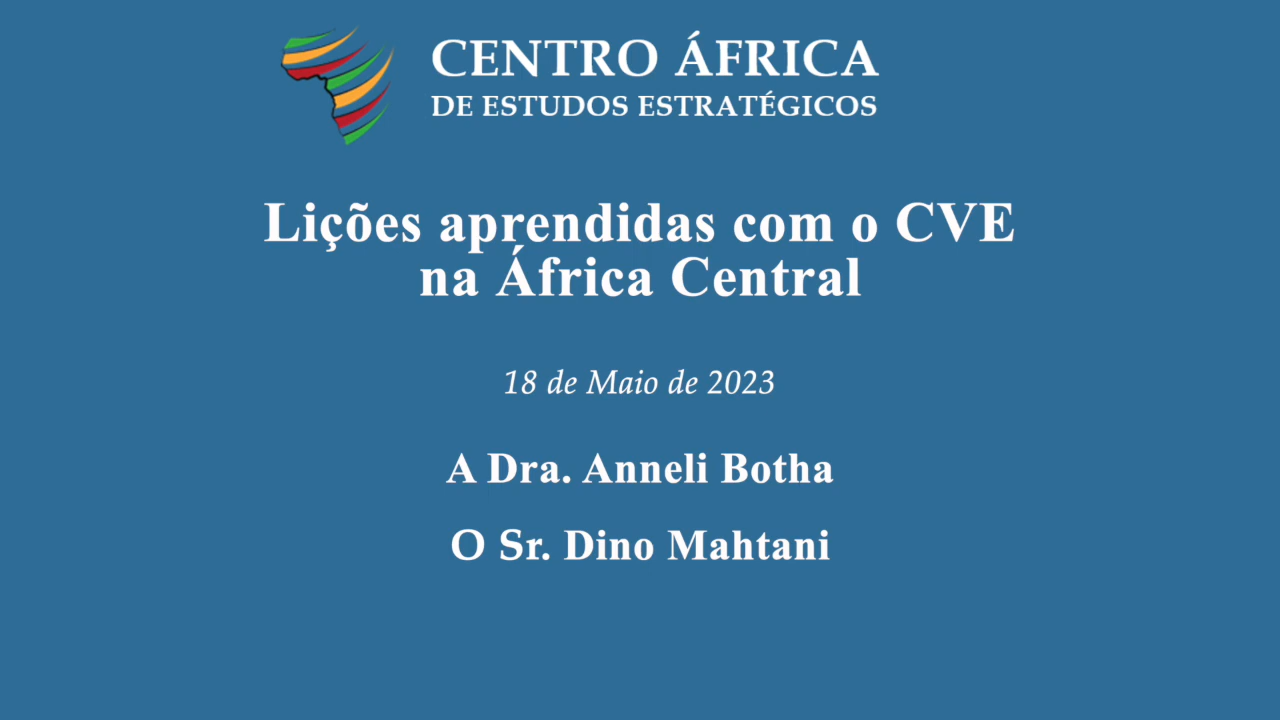 CENTRO ÁFRICA
DE ESTUDOS ESTRATÉGICOS
Lições aprendidas com o CVE
na África Central
18 de Maio de 2023
A Dra. Anneli Botha
O Sr. Dino Mahtani